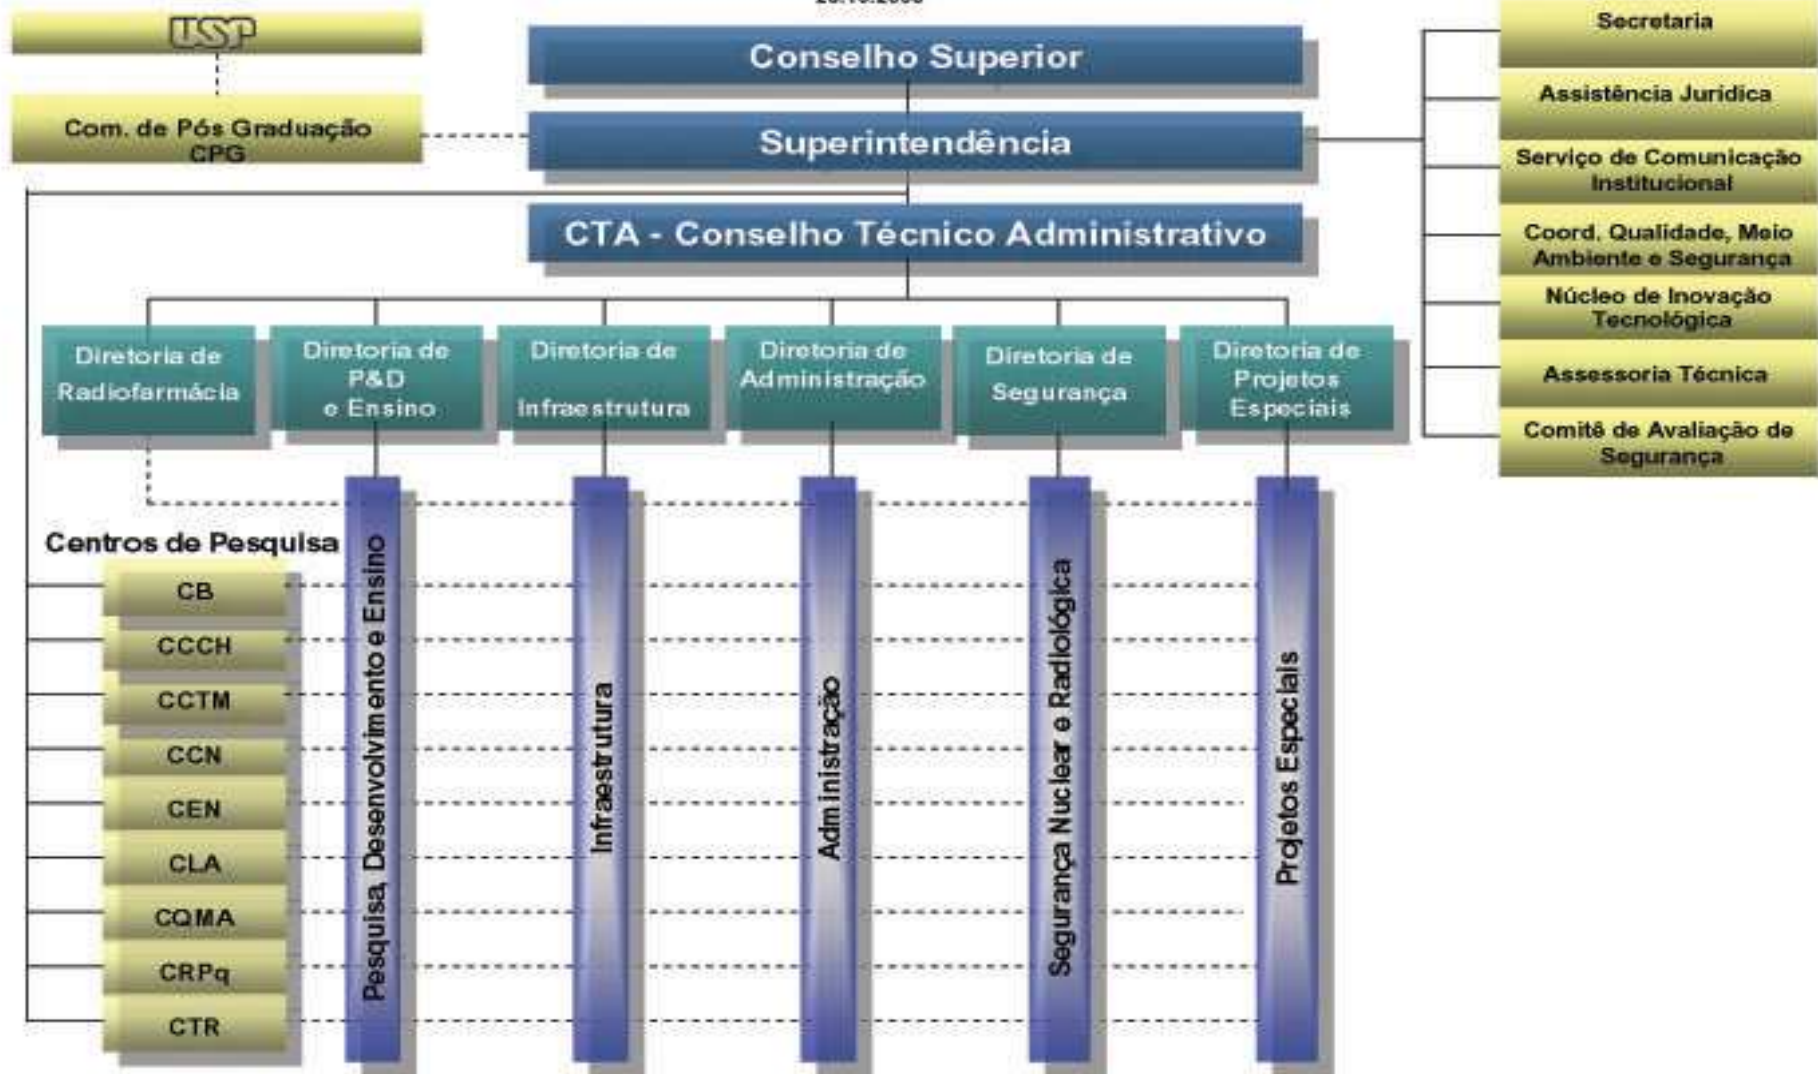 USP
Com. de Pós Graduação
CPG
Conselho Superior
Superintendência
CTA - Conselho Técnico Administrativo
Secretaria
Assistência Jurídica
Serviço de Comunicação
Institucional
Coord. Qualidade, Meio
Ambiente e Segurança
Núcleo de Inovação
Tecnológica
Assessoria Técnica
Comitê de Avaliação de
Segurança
Diretoria de
Radiofarmácia
Diretoria de
P&D
e Ensino
Diretoria de
Infraestrutura
Diretoria de
Administração
Diretoria de
Segurança
Diretoria de
Projetos
Especiais
Centros de Pesquisa
CB
CCCH
CCTM
CCN
CEN
CLA
CQMA
CRPq
CTR
Pesquisa, Desenvolvimento e Ensino
Infraestrutura
Administração
Segurança Nuclear e Radiológica
Projetos Especiais